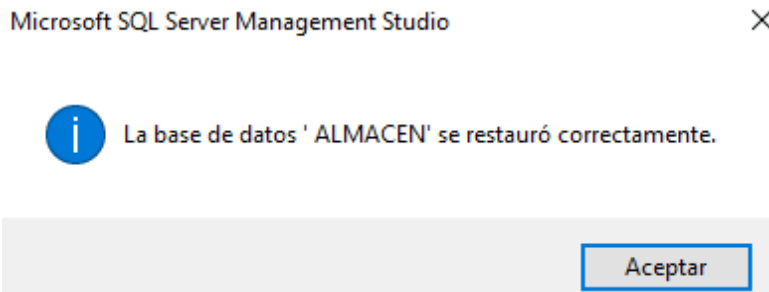 Microsoft SQL Server Management Studio
La base de datos ' ALMACEN' se restauró correctamente.
Aceptar